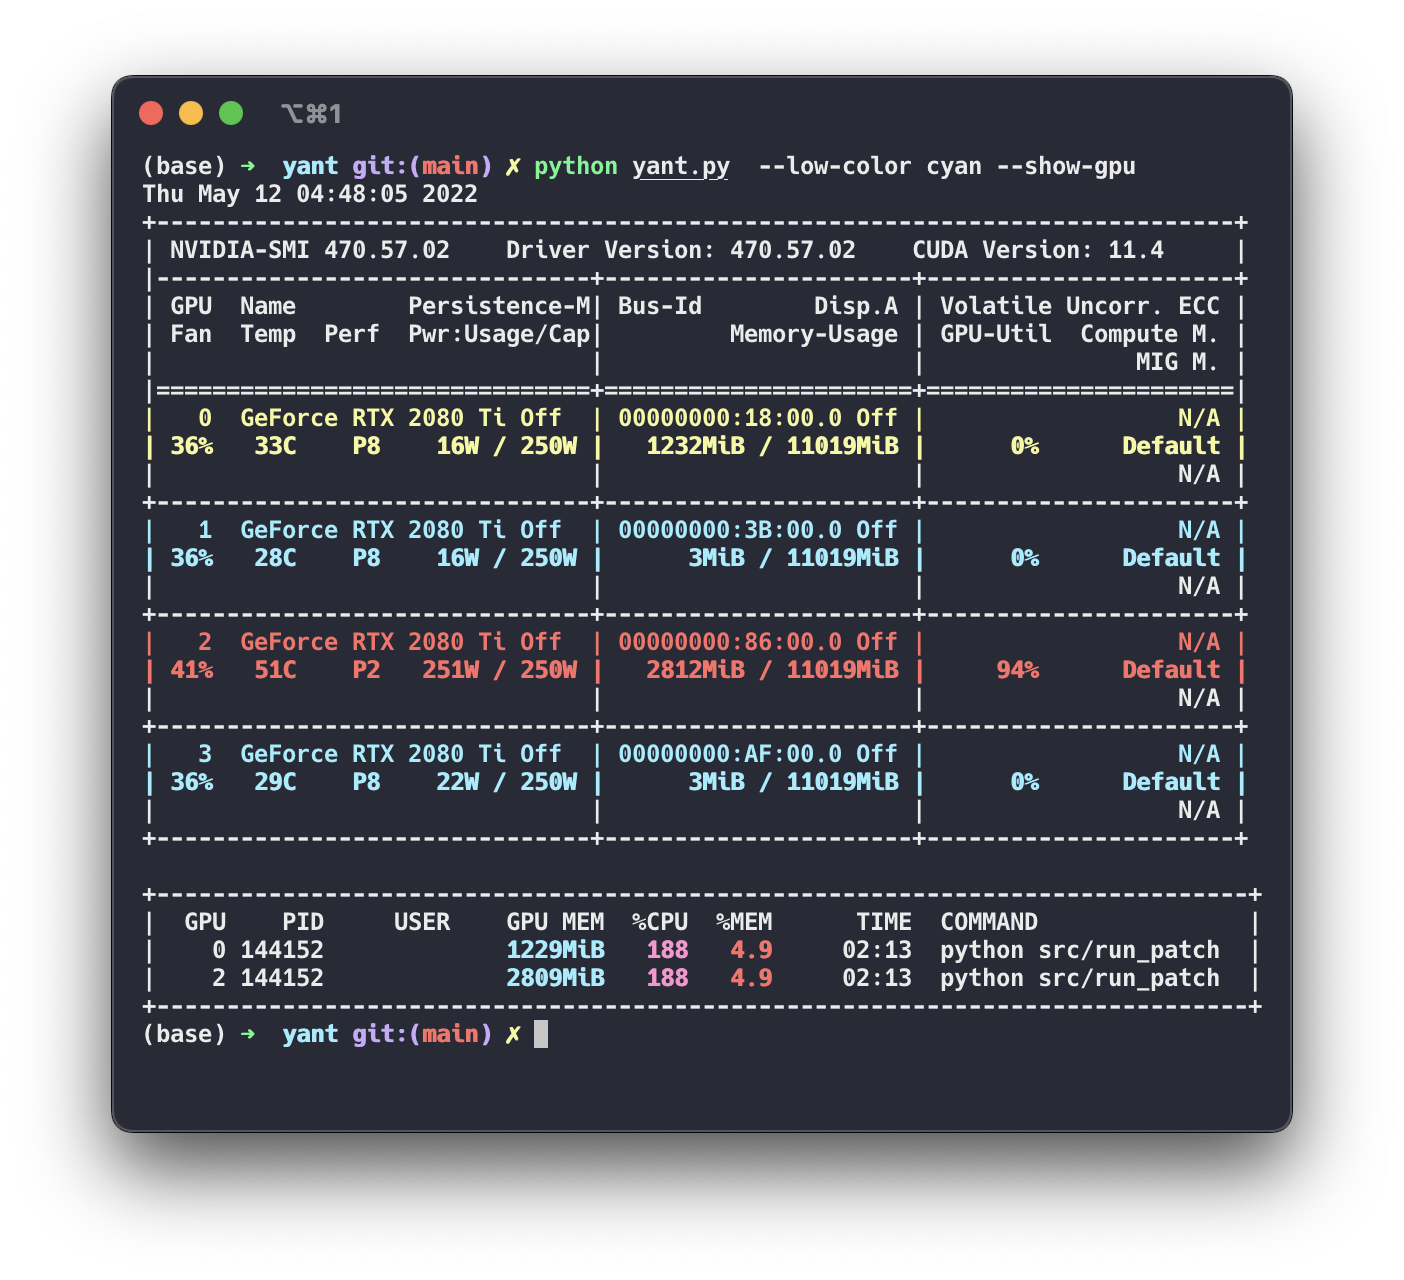 ⌥⌘1
(base) ➜  yant git:(main) ✗ python yant.py  --low-color cyan --show-gpu
Thu May 12 04:48:05 2022
+-----------------------------------------------------------------------------+
| NVIDIA-SMI 470.57.02    Driver Version: 470.57.02    CUDA Version: 11.4     |
|-------------------------------+----------------------+----------------------+
| GPU  Name        Persistence-M| Bus-Id        Disp.A | Volatile Uncorr. ECC |
| Fan  Temp  Perf  Pwr:Usage/Cap|         Memory-Usage | GPU-Util  Compute M. |
|                               |                      |               MIG M. |
|===============================+======================+======================|
|   0  GeForce RTX 2080 Ti Off  | 00000000:18:00.0 Off |                  N/A |
| 36%   33C    P8    16W / 250W |   1232MiB / 11019MiB |      0%      Default |
|                               |                      |                  N/A |
+-------------------------------+----------------------+----------------------+
|   1  GeForce RTX 2080 Ti Off  | 00000000:3B:00.0 Off |                  N/A |
| 36%   28C    P8    16W / 250W |      3MiB / 11019MiB |      0%      Default |
|                               |                      |                  N/A |
+-------------------------------+----------------------+----------------------+
|   2  GeForce RTX 2080 Ti Off  | 00000000:86:00.0 Off |                  N/A |
| 41%   51C    P2   251W / 250W |   2812MiB / 11019MiB |     94%      Default |
|                               |                      |                  N/A |
+-------------------------------+----------------------+----------------------+
|   3  GeForce RTX 2080 Ti Off  | 00000000:AF:00.0 Off |                  N/A |
| 36%   29C    P8    22W / 250W |      3MiB / 11019MiB |      0%      Default |
|                               |                      |                  N/A |
+-------------------------------+----------------------+----------------------+
+------------------------------------------------------------------------------+
|  GPU    PID     USER    GPU MEM  %CPU  %MEM      TIME  COMMAND               |
|    0 144152             1229MiB   188   4.9     02:13  python src/run_patch  |
|    2 144152             2809MiB   188   4.9     02:13  python src/run_patch  |
+------------------------------------------------------------------------------+
(base) ➜  yant git:(main) ✗